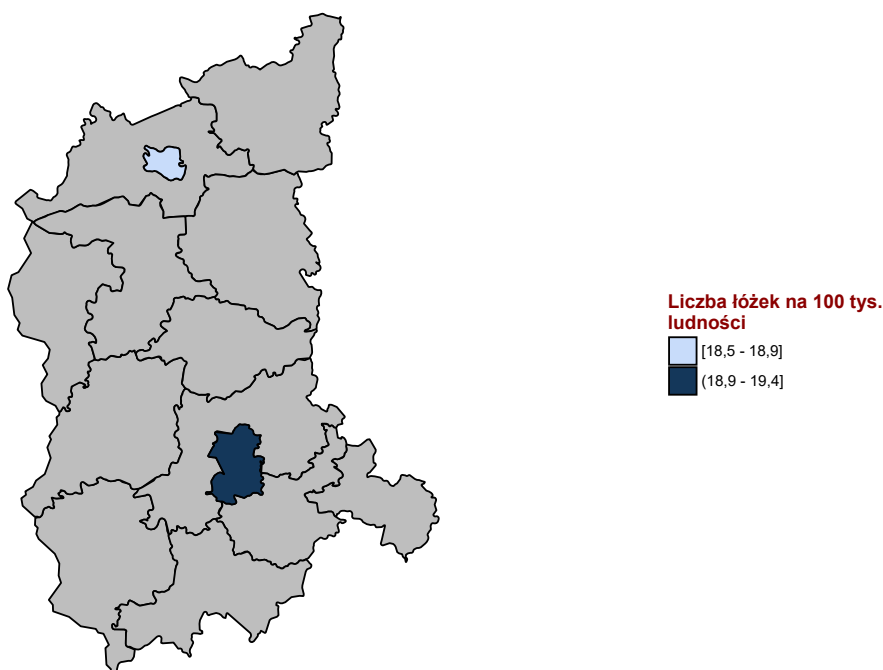 Liczba łóżek na 100 tys.
ludności
[18,5 - 18,9]
(18,9 - 19,4]